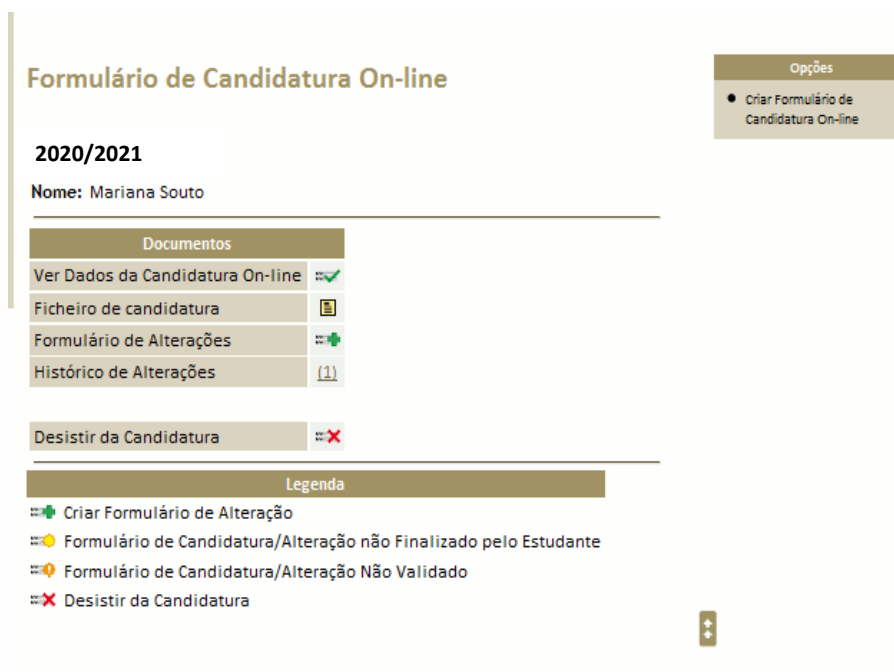 Formulário de Candidatura On-line
2020/2021
Nome: Mariana Souto
Documentos
Ver Dados da Candidatura On-line
Ficheiro de candidatura
Formulário de Alterações
Histórico de Alterações (1)
Desistir da Candidatura
Legenda
Criar Formulário de Alteração
Formulário de Candidatura/Alteração não Finalizado pelo Estudante
Formulário de Candidatura/Alteração Não Validado
Desistir da Candidatura
Opções
Criar Formulário de
Candidatura On-line